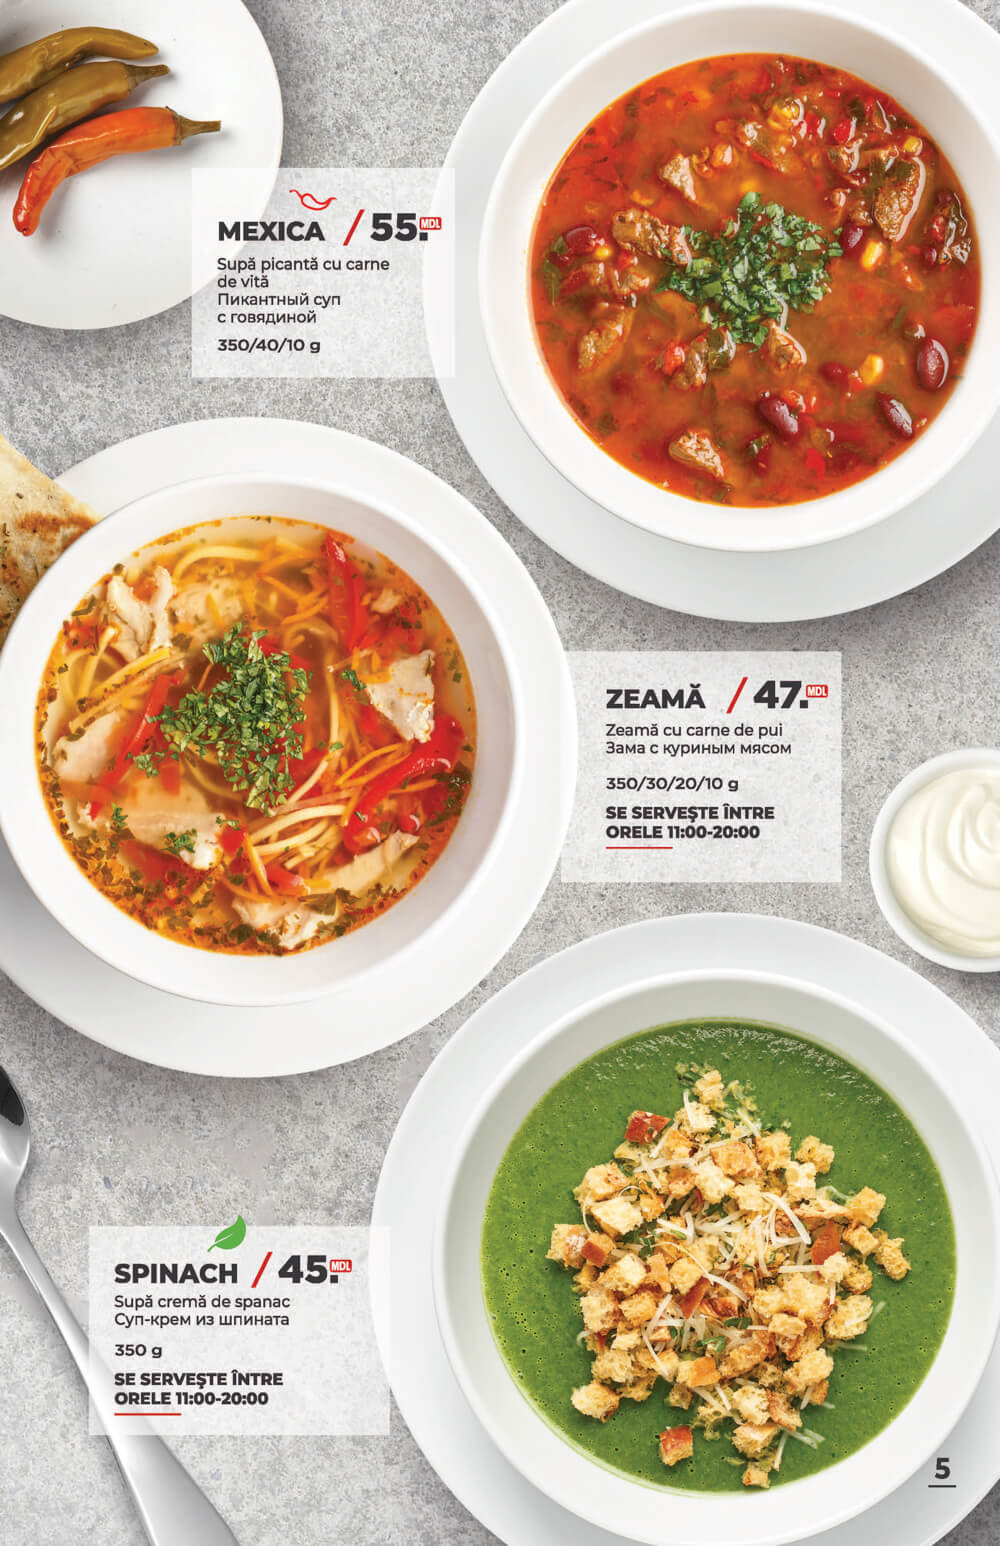 MEXICA / 55. MDL
Supă picantă cu carne
de vită
Пикантный суп
с говядиной
350/40/10 g
ZEAMĂ / 47. MDL
Zeamă cu carne de pui
Зама с куриным мясом
350/30/20/10 g
SE SERVEŞTE ÎNTRE
ORELE 11:00-20:00
SPINACH / 45. MDL
Supă cremă de spanac
Суп-крем из шпината
350 g
SE SERVEŞTE ÎNTRE
ORELE 11:00-20:00
5